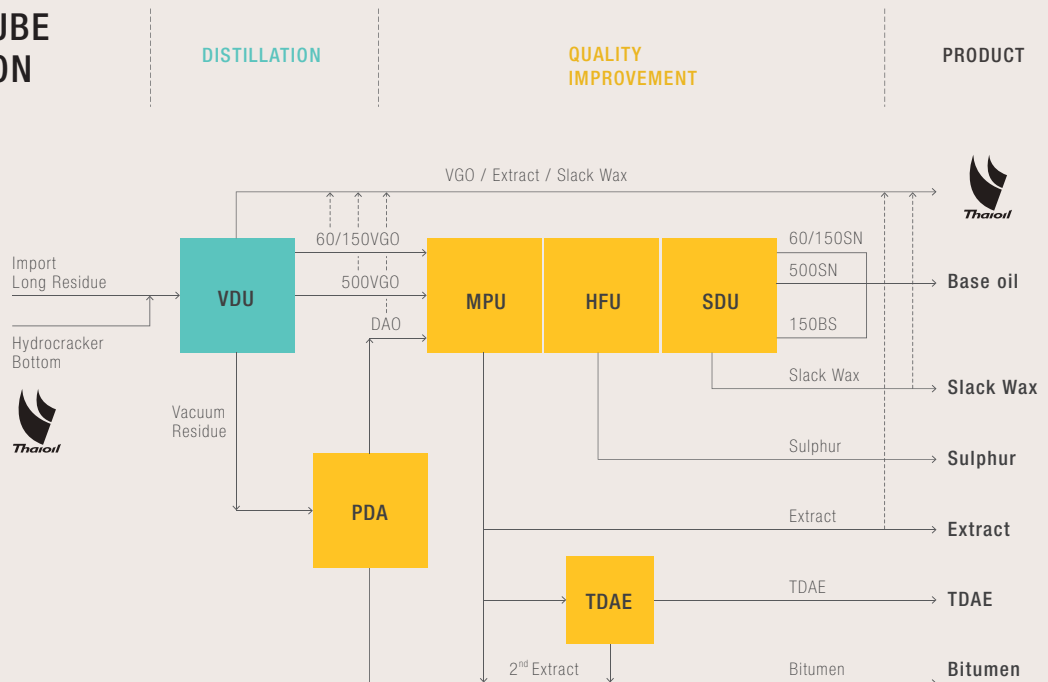 UBE
ON
DISTILLATION
QUALITY
IMPROVEMENT
PRODUCT
VGO / Extract / Slack Wax
Thaioil
60/150VGO
60/150SN
Import
Long Residue
500VGO
500SN
Base oil
VDU
MPU
HFU
SDU
DAO
150BS
Hydrocracker
Bottom
Slack Wax
Slack Wax
Thaioil
Vacuum
Residue
Sulphur
Sulphur
PDA
Extract
Extract
TDAE
TDAE
TDAE
2nd Extract
Bitumen
Bitumen